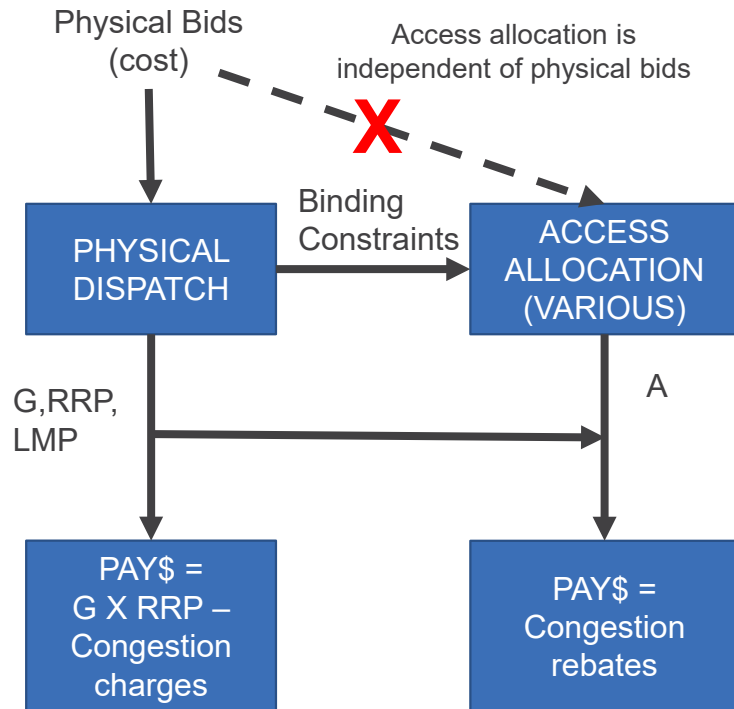 Physical Bids
(cost)
Access allocation is
independent of physical bids
X
Binding
Constraints
PHYSICAL
DISPATCH
ACCESS
ALLOCATION
(VARIOUS)
G,RRP,
LMP
A
PAY$ =
G X RRP –
Congestion
charges
PAY$ =
Congestion
rebates